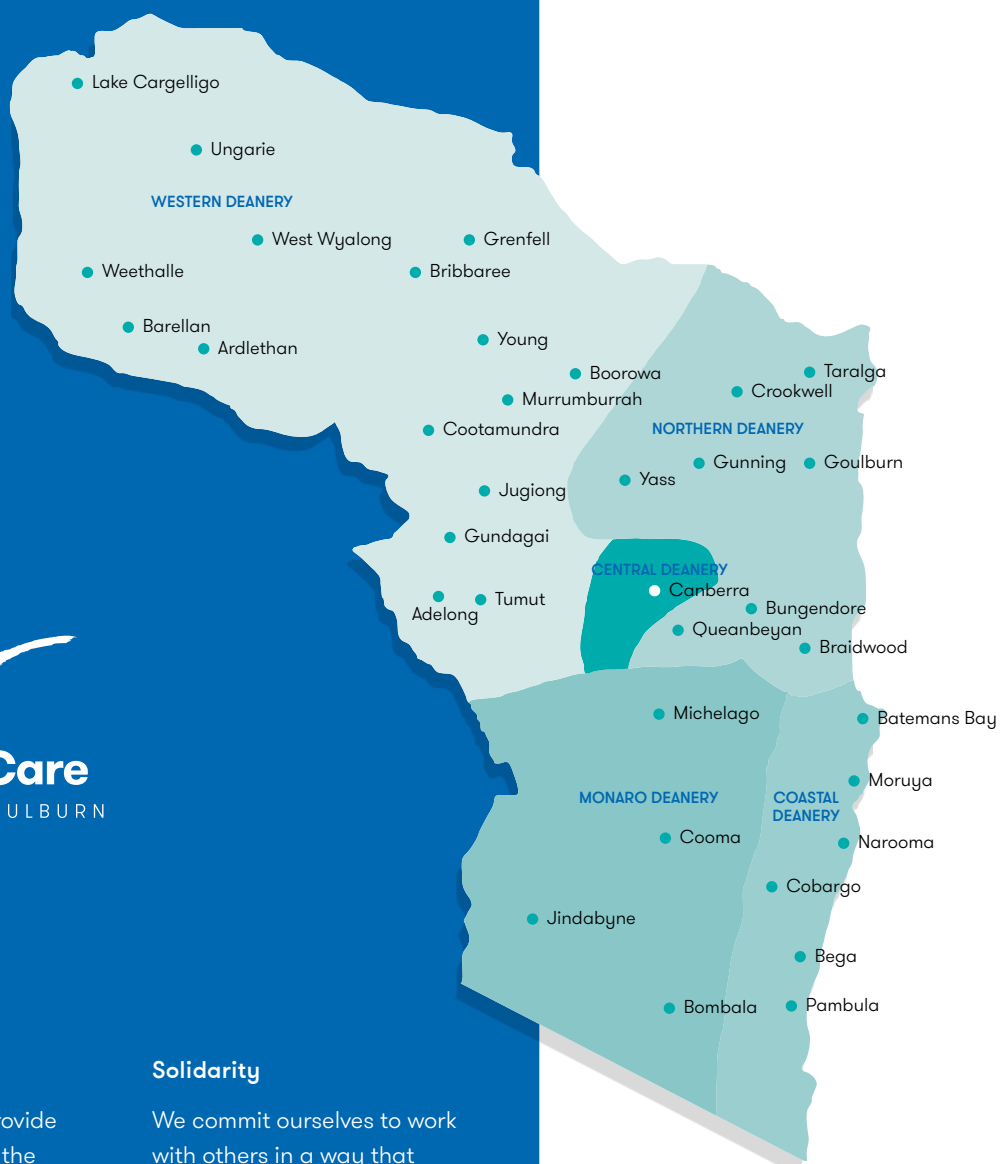 Lake Cargelligo
Ungarie
WESTERN DEANERY
West Wyalong
Grenfell
Weethalle
Bribbaree
Barellan
Ardlethan
Young
Boorowa
Taralga
Crookwell
Murrumburrah
Cootamundra
NORTHERN DEANERY
Gunning
Goulburn
Yass
Jugiong
Gundagai
CENTRAL DEANERY
Canberra
Adelong
Tumut
Bungendore
Queanbeyan
Braidwood
Michelago
Batemans Bay
Care
ULBURN
Moruya
MONARO DEANERY
COASTAL
DEANERY
Cooma
Narooma
Cobargo
Jindabyne
Bega
Bombala
Pambula
Solidarity
ovide
the
We commit ourselves to work
with others in a way that